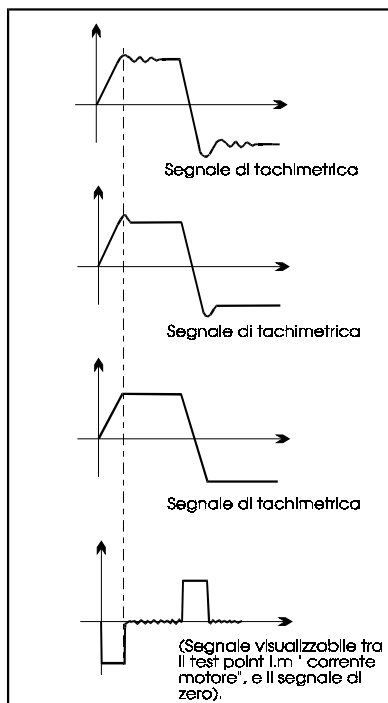 Segnale di tachimetrica
Segnale di tachimetrica
Segnale di tachimetrica
(Segnale visualizzabile tra
il test point I.m " corrente
motore", e il segnale di
zero).